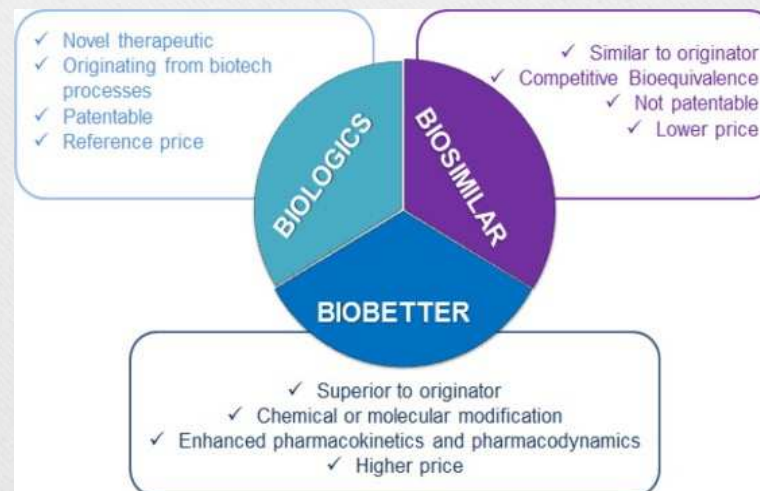 ✓ Novel therapeutic
✓ Originating from biotech
processes
✓ Patentable
✓ Reference price
✓ Similar to originator
✓ Competitive Bioequivalence
✓ Not patentable
✓ Lower price
BIOLOGICS
BIOSIMILAR
BIOBETTER
✓ Superior to originator
✓ Chemical or molecular modification
✓ Enhanced pharmacokinetics and pharmacodynamics
✓ Higher price